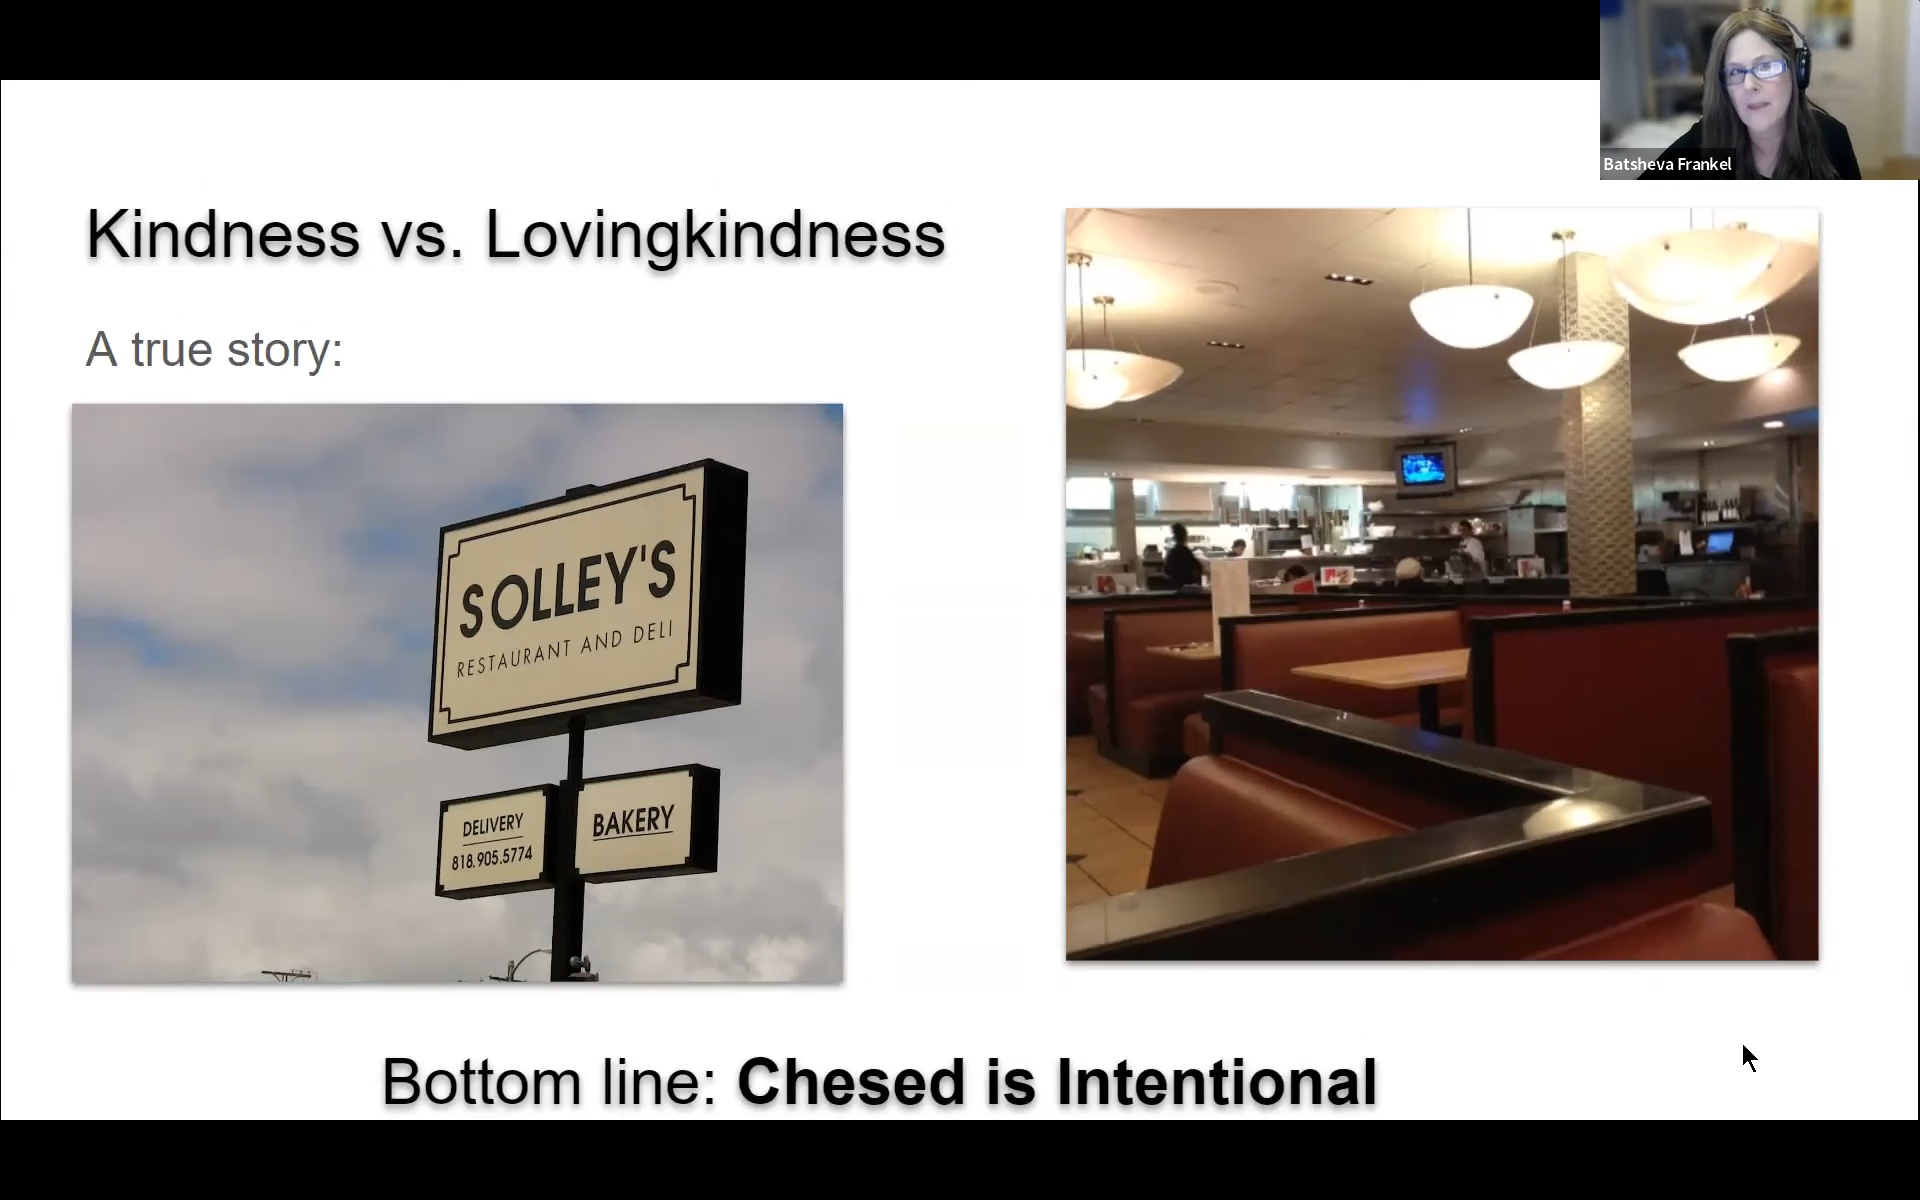 Batsheva Frankel
Kindness vs. Lovingkindness
A true story:
SOLLEY'S
RESTAURANT AND DELI
DELIVERY
818.905.5774
BAKERY
Bottom line: Chesed is Intentional